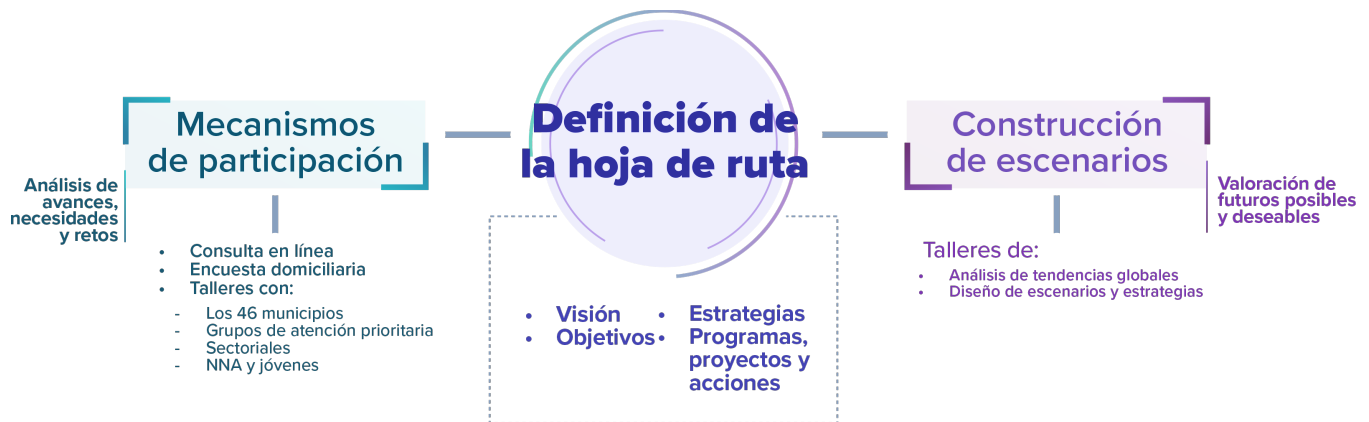 Mecanismos
de participación
Análisis de
avances,
necesidades
y retos
• Consulta en línea
• Encuesta domiciliaria
• Talleres con:
- Los 46 municipios
- Grupos de atención prioritaria
- Sectoriales
- NNA y jóvenes
Definición de
la hoja de ruta
• Visión
• Objetivos
• Estrategias
• Programas,
proyectos y
acciones
Construcción
de escenarios
Valoración de
futuros posibles
y deseables
Talleres de:
• Análisis de tendencias globales
• Diseño de escenarios y estrategias